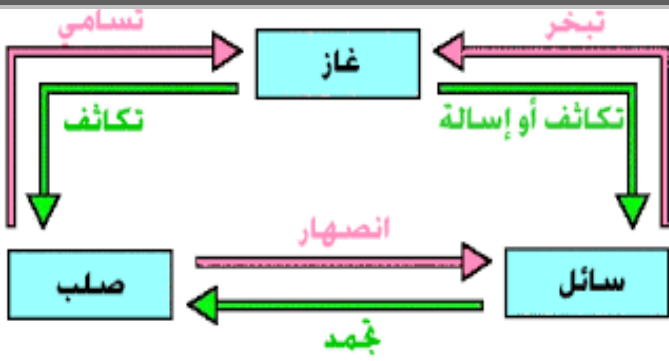 تبخر
تسامي
غاز
تكاثف أو إسالة
تكاثف
انصهار
سائل
صلب
تجمد